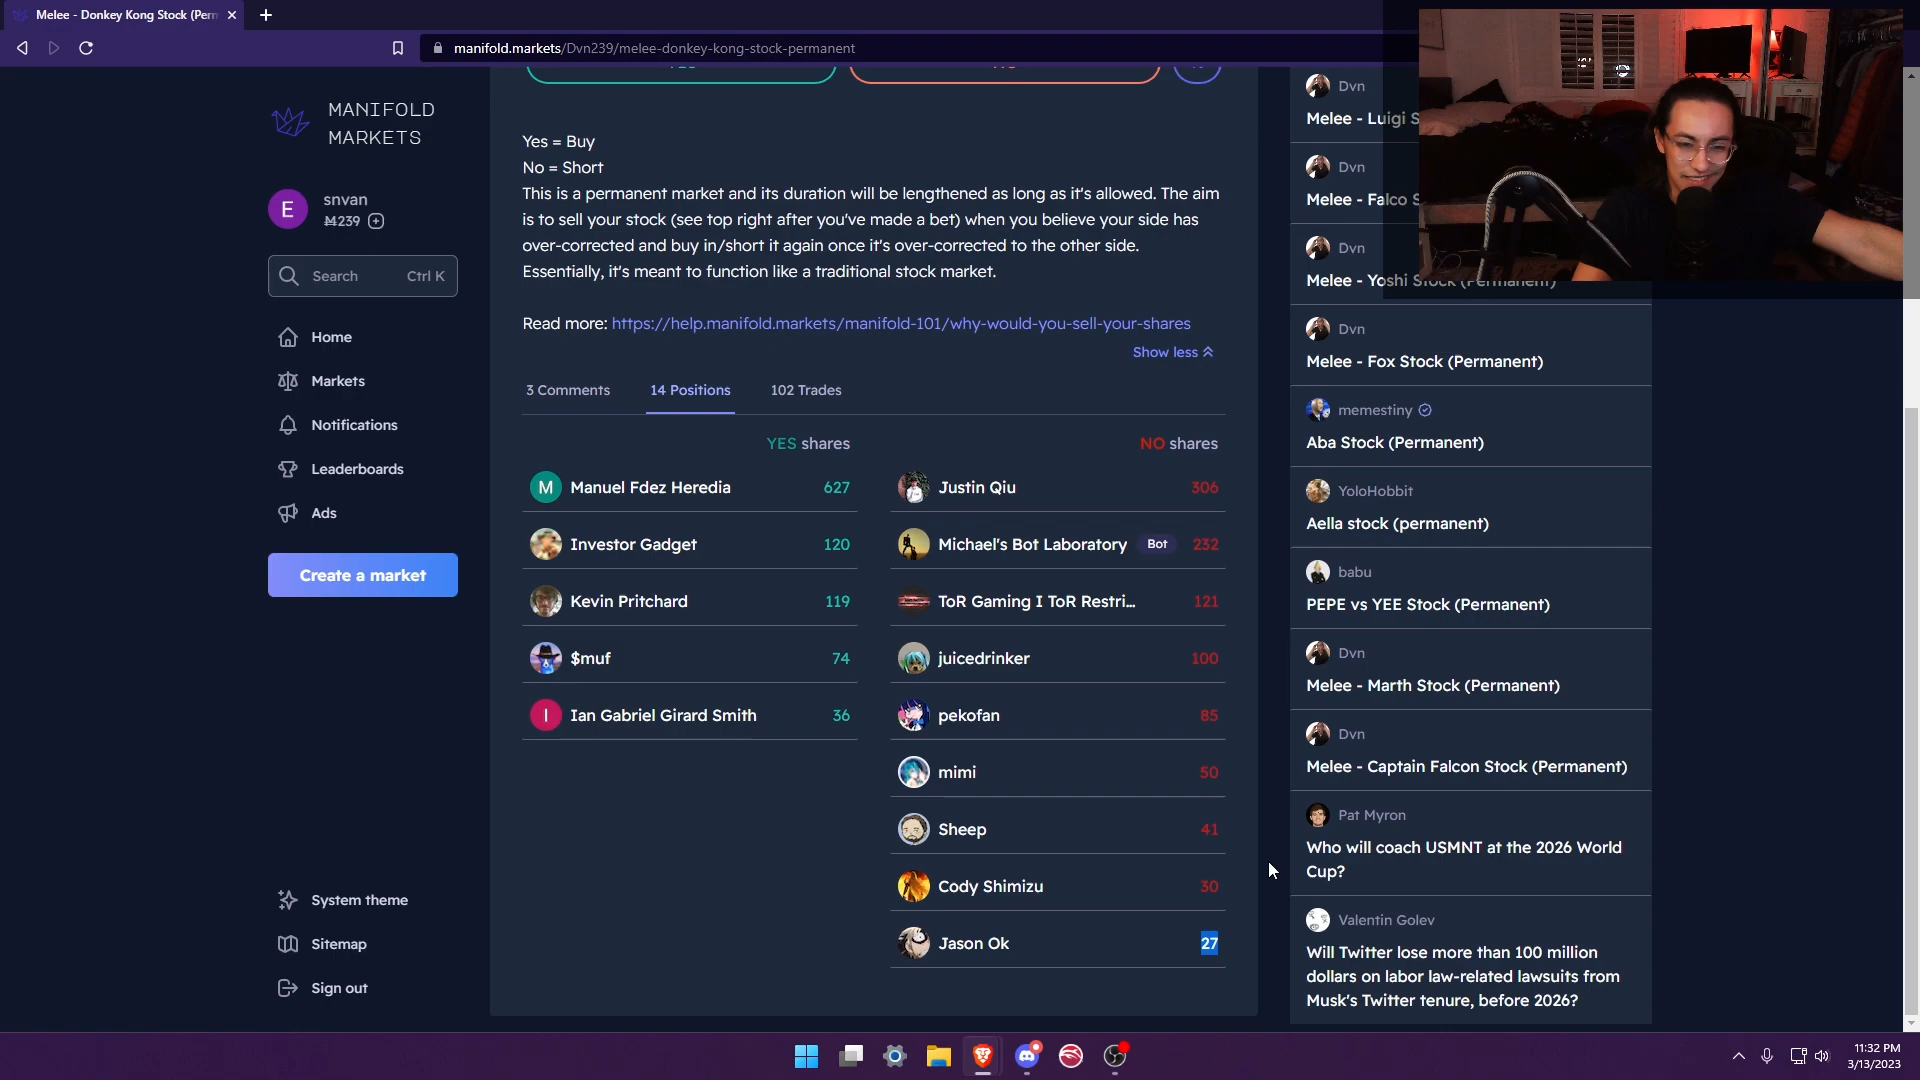 Melee - Donkey Kong Stock (Perm
manifold.markets/Dvn239/melee-donkey-kong-stock-permanent
MANIFOLD
MARKETS
E
snvan
M239
Search Ctrl K
Home
Markets
Notifications
Leaderboards
Ads
Create a market
System theme
Sitemap
Sign out
Yes = Buy
No = Short
This is a permanent market and its duration will be lengthened as long as it's allowed. The aim
is to sell your stock (see top right after you've made a bet) when you believe your side has
over-corrected and buy in/short it again once it's over-corrected to the other side.
Essentially, it's meant to function like a traditional stock market.
Read more: https://help.manifold.markets/manifold-101/why-would-you-sell-your-shares
Show less
3 Comments 14 Positions 102 Trades
YES shares
M Manuel Fdez Heredia 627
Investor Gadget 120
Kevin Pritchard 119
$muf 74
I Ian Gabriel Girard Smith 36
NO shares
Justin Qiu 306
Michael's Bot Laboratory Bot 232
ToR Gaming I ToR Restri... 121
juicedrinker 100
pekofan 85
mimi 50
Sheep 41
Cody Shimizu 30
Jason Ok 27
Dvn
Melee - Luigi S
Dvn
Melee - Falco S
Dvn
Melee - Yoshi Stock (Permanent)
Dvn
Melee - Fox Stock (Permanent)
memestiny
Aba Stock (Permanent)
YoloHobbit
Aella stock (permanent)
babu
PEPE vs YEE Stock (Permanent)
Dvn
Melee - Marth Stock (Permanent)
Dvn
Melee - Captain Falcon Stock (Permanent)
Pat Myron
Who will coach USMNT at the 2026 World
Cup?
Valentin Golev
Will Twitter lose more than 100 million
dollars on labor law-related lawsuits from
Musk's Twitter tenure, before 2026?
11:32 PM
3/13/2023